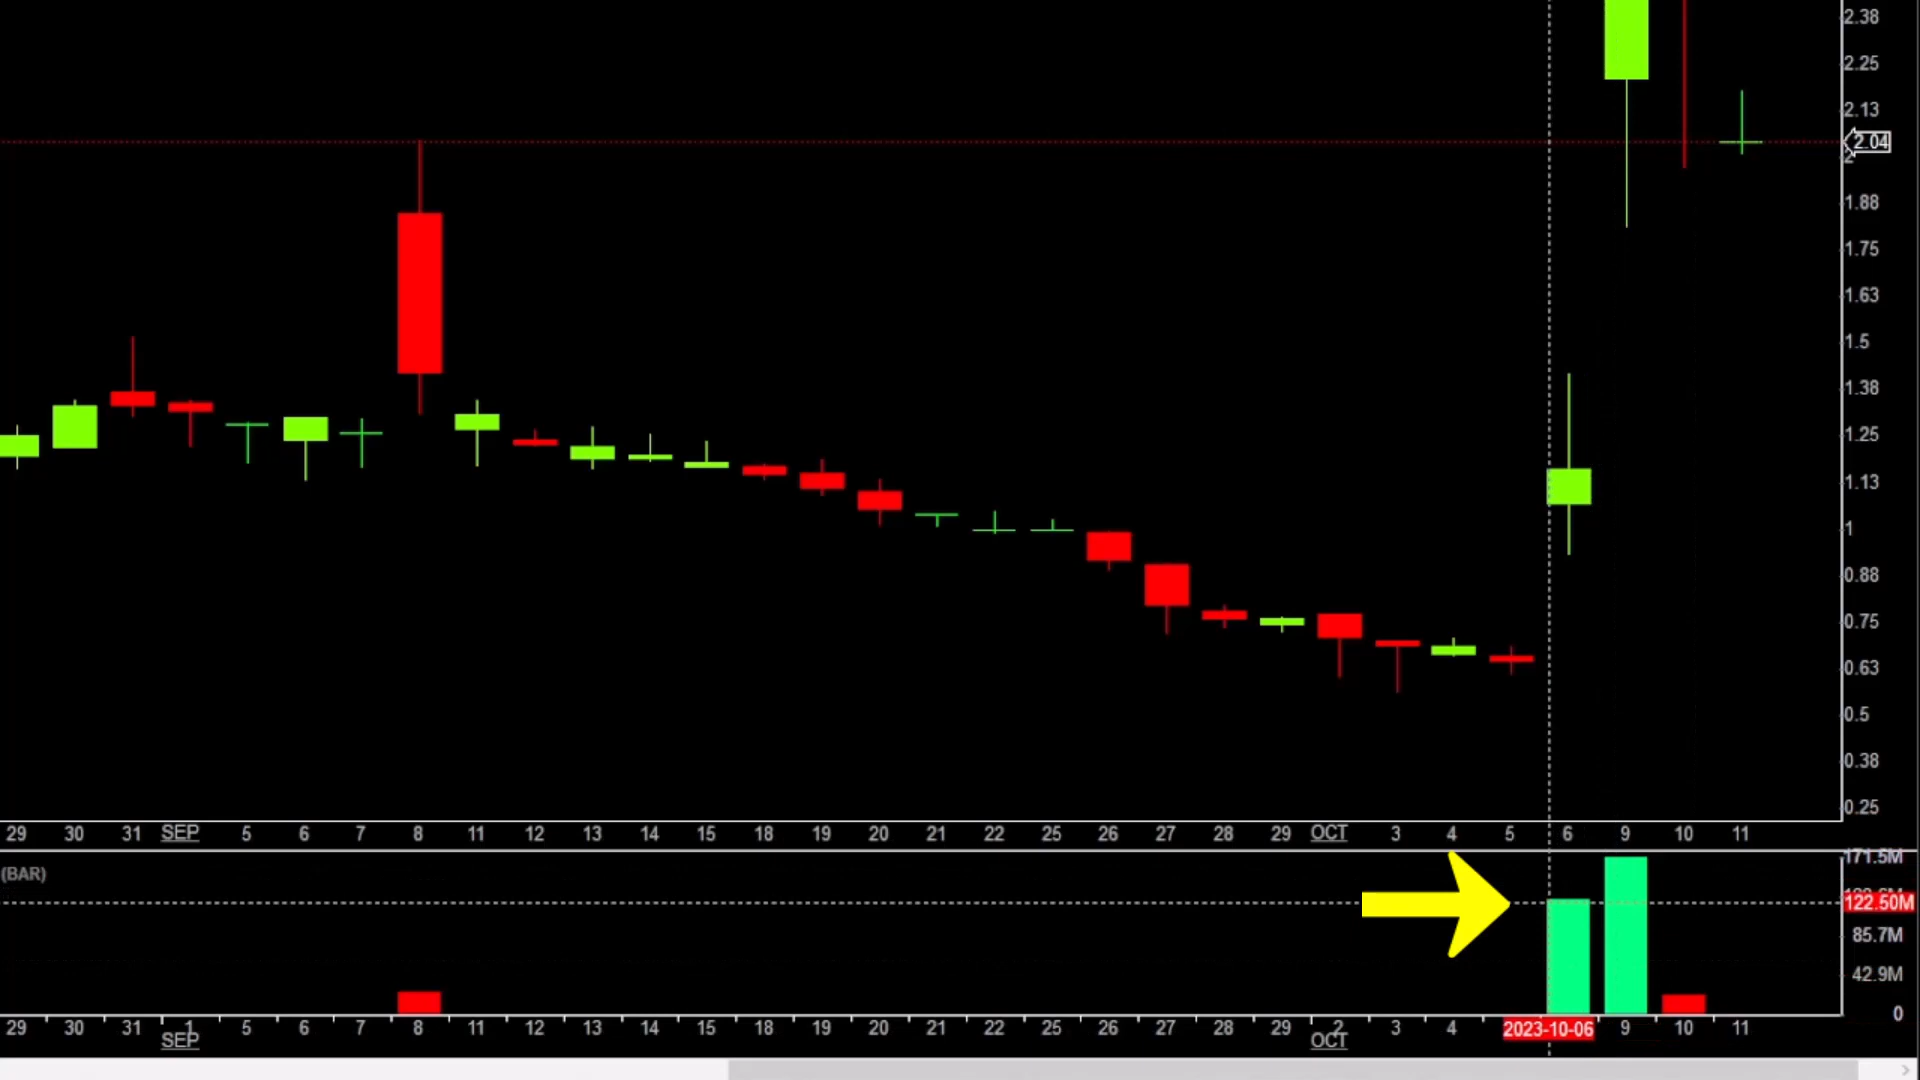 2.38
2.25
2.13
2.04
2
1.88
1.75
1.63
1.5
1.38
1.25
1.13
1
0.88
0.75
0.63
0.5
0.38
0.25
29 30 31 SEP 5 6 7 8 11 12 13 14 15 18 19 20 21 22 25 26 27 28 29 OCT 3 4 5 6 9 10 11
171.5M
(BAR)
122.50M
85.7M
42.9M
0
29 30 31 1 5 6 7 8 11 12 13 14 15 18 19 20 21 22 25 26 27 28 29 2 3 4 2023-10-06 9 10 11
SEP OCT